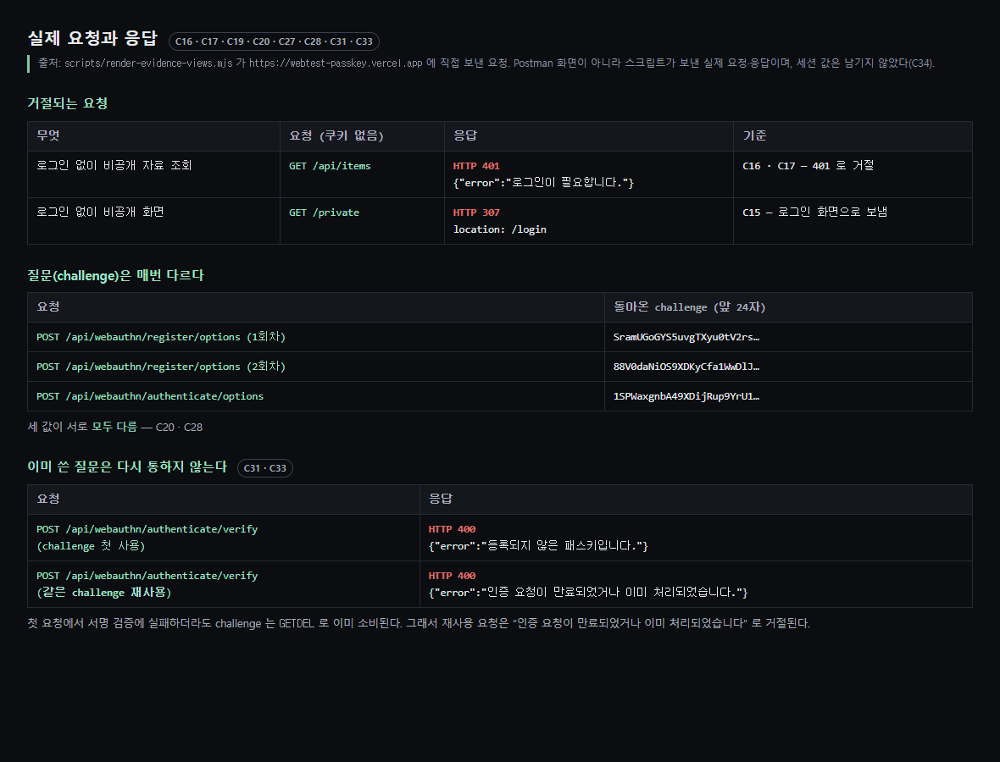 실제 요청과 응답 C16 · C17 · C19 · C20 · C27 · C28 · C31 · C33
출처: scripts/render-evidence-views.mjs 가 https://webtest-passkey.vercel.app 에 직접 보낸 요청. Postman 화면이 아니라 스크립트가 보낸 실제 요청·응답이며, 세션 값은 남기지 않았다(C34).
거절되는 요청
무엇 요청 (쿠키 없음) 응답 기준
로그인 없이 비공개 자료 조회 GET /api/items HTTP 401 C16 · C17 — 401 로 거절
{"error":"로그인이 필요합니다."}
로그인 없이 비공개 화면 GET /private HTTP 307 C15 — 로그인 화면으로 보냄
location: /login
질문(challenge)은 매번 다르다
요청 돌아온 challenge (앞 24자)
POST /api/webauthn/register/options (1회차) SramUGoGYS5uvgTXyu0tV2rs…
POST /api/webauthn/register/options (2회차) 88V0daNiOS9XDKyCfa1WwDlJ…
POST /api/webauthn/authenticate/options 1SPWaxgnbA49XDijRup9YrU1…
세 값이 서로 모두 다름 — C20 · C28
이미 쓴 질문은 다시 통하지 않는다 C31 · C33
요청 응답
POST /api/webauthn/authenticate/verify HTTP 400
(challenge 첫 사용) {"error":"등록되지 않은 패스키입니다."}
POST /api/webauthn/authenticate/verify HTTP 400
(같은 challenge 재사용) {"error":"인증 요청이 만료되었거나 이미 처리되었습니다."}
첫 요청에서 서명 검증에 실패하더라도 challenge 는 GETDEL 로 이미 소비된다. 그래서 재사용 요청은 “인증 요청이 만료되었거나 이미 처리되었습니다” 로 거절된다.